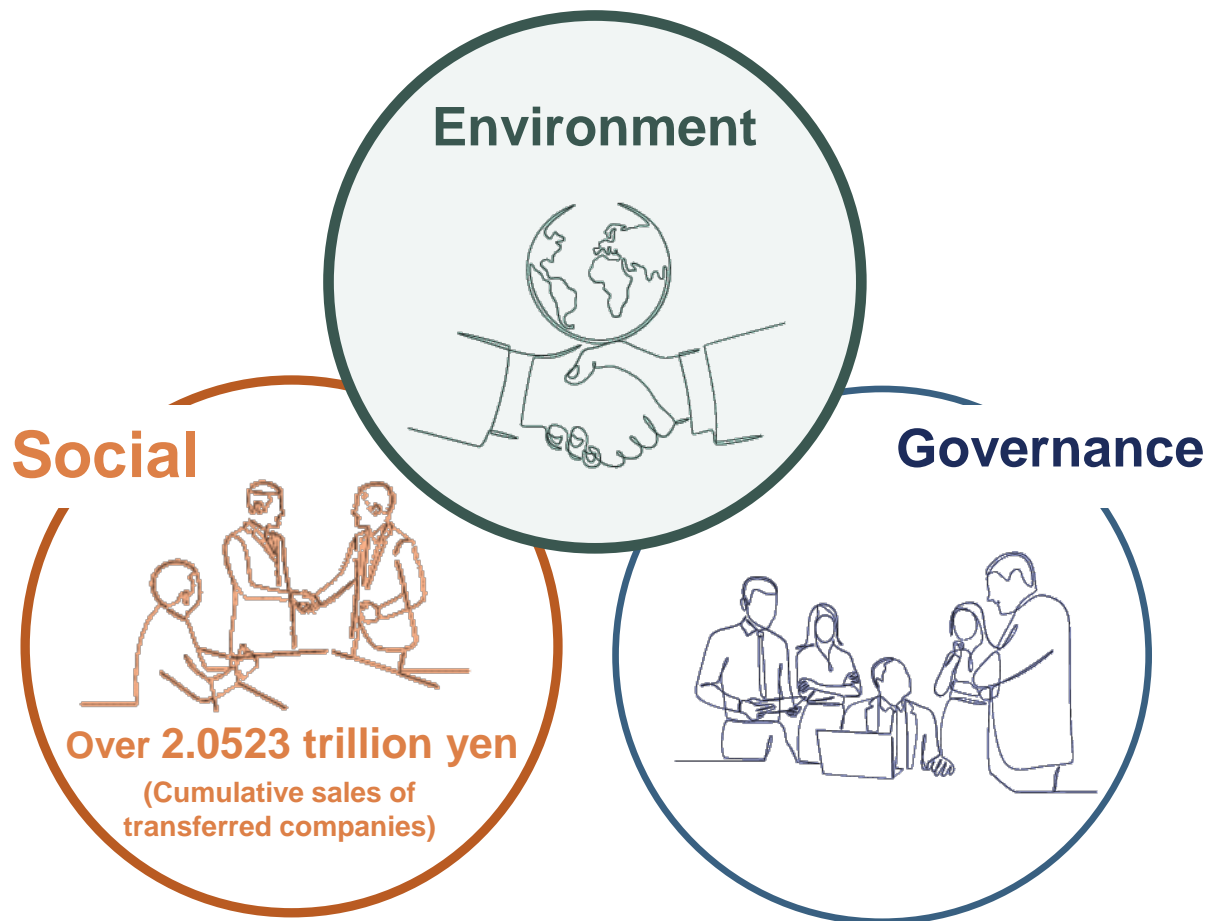 Environment
Social
Governance
Over 2.0523 trillion yen
(Cumulative sales of
transferred companies)